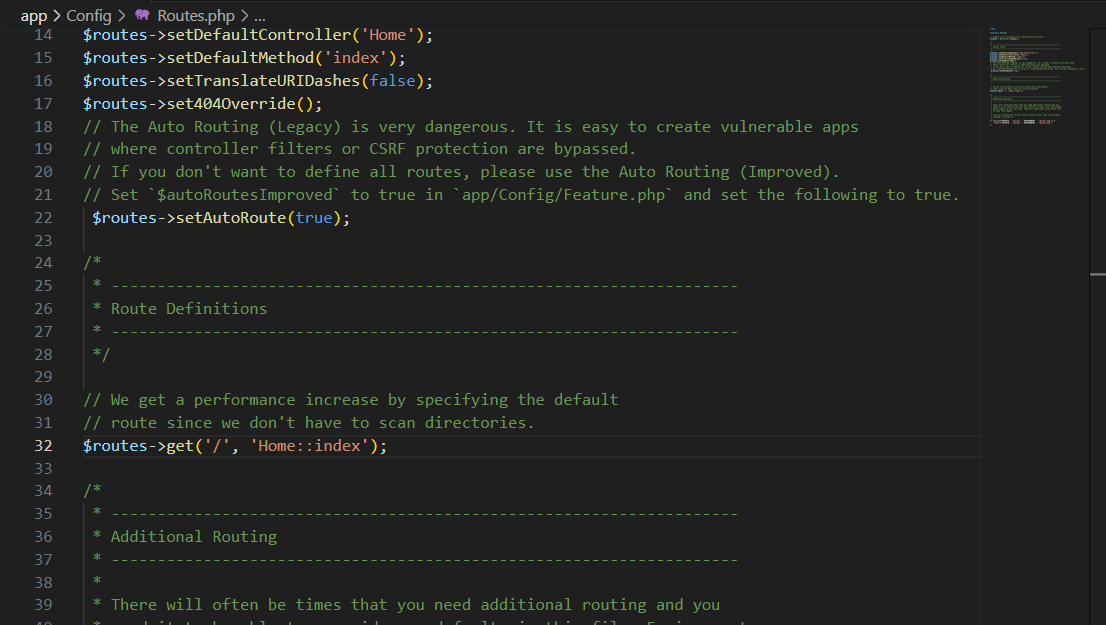 app > Config > Routes.php > ...
14 $routes->setDefaultController('Home');
15 $routes->setDefaultMethod('index');
16 $routes->setTranslateURIDashes(false);
17 $routes->set404Override();
18 // The Auto Routing (Legacy) is very dangerous. It is easy to create vulnerable apps
19 // where controller filters or CSRF protection are bypassed.
20 // If you don't want to define all routes, please use the Auto Routing (Improved).
21 // Set `$autoRoutesImproved` to true in `app/Config/Feature.php` and set the following to true.
22  $routes->setAutoRoute(true);
23
24 /*
25  * --------------------------------------------------------------------
26  * Route Definitions
27  * --------------------------------------------------------------------
28  */
29
30 // We get a performance increase by specifying the default
31 // route since we don't have to scan directories.
32 $routes->get('/', 'Home::index');
33
34 /*
35  * --------------------------------------------------------------------
36  * Additional Routing
37  * --------------------------------------------------------------------
38  *
39  * There will often be times that you need additional routing and you